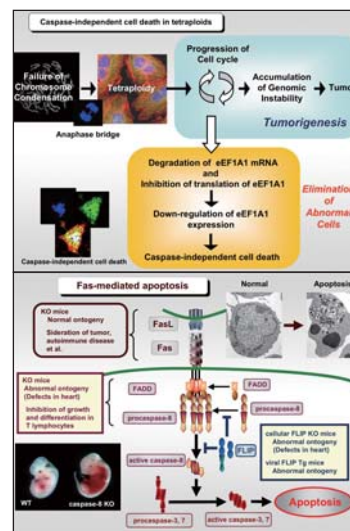 Caspase-independent cell death in tetraploids
Progression of
Cell cycle
Failure of
Chromosome
Condensation
Tetraploidy
Accumulation
of Genomic
Instability
Tumor
Anaphase bridge
Tumorigenesis
Degradation of eEF1A1 mRNA
and
Inhibition of translation of eEF1A1
Down-regulation of eEF1A1
expression
Caspase-independent cell death
Elimination
of
Abnormal
Cells
Caspase-independent cell death
Fas-mediated apoptosis
Normal
Apoptosis
KO mice
Normal ontogeny
Sideration of tumor,
autoimmune disease
et al.
FasL
Fas
KO mice
Abnormal ontogeny
(Defects in heart)
Inhibition of growth
and differentiation in
T lymphocytes
FADD
FADD
procaspase-8
procaspase-8
FLIP
cellular FLIP KO mice
Abnormal ontogeny
(Defect in heart)
viral FLIP Tg mice
Abnormal ontogeny
active caspase-8
WT
caspase-8 KO
procaspase-3, 7
active caspase-3, 7
Apoptosis